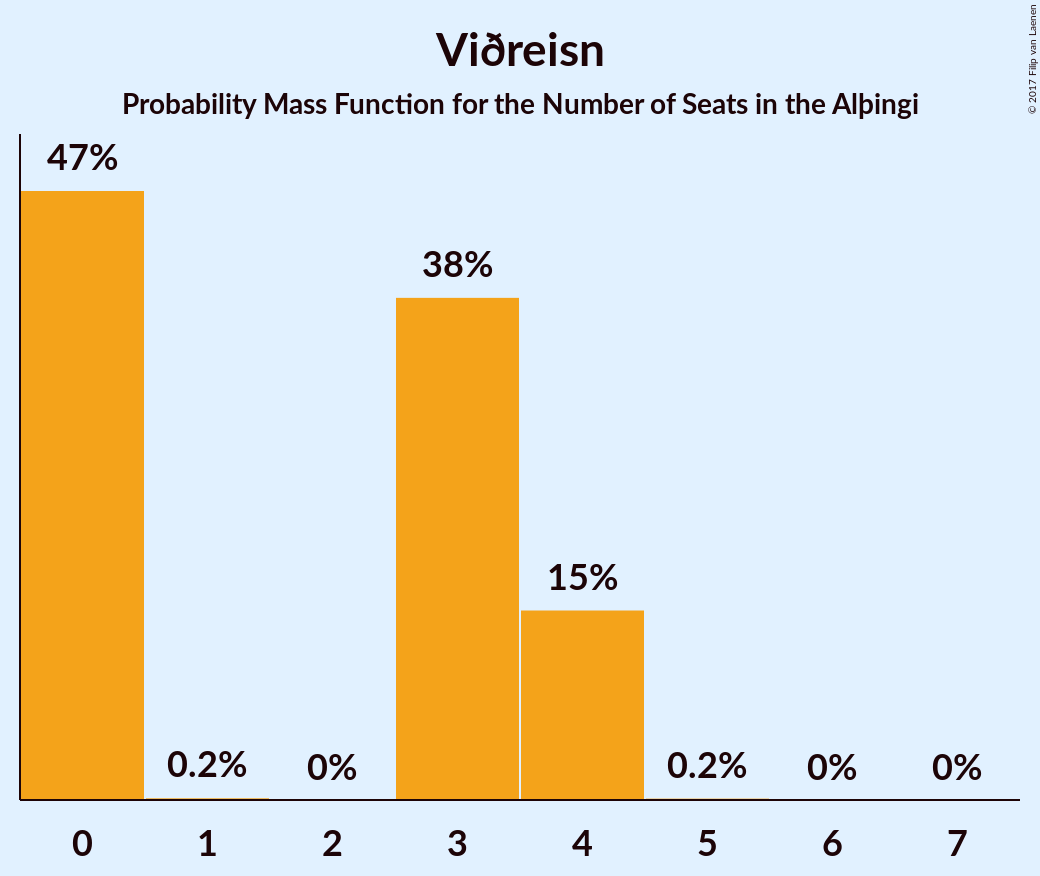 Viðreisn
Probability Mass Function for the Number of Seats in the Alþingi
© 2017 Filip van Laenen
47%
38%
15%
0.2%
0%
0.2%
0%
0%
0 1 2 3 4 5 6 7